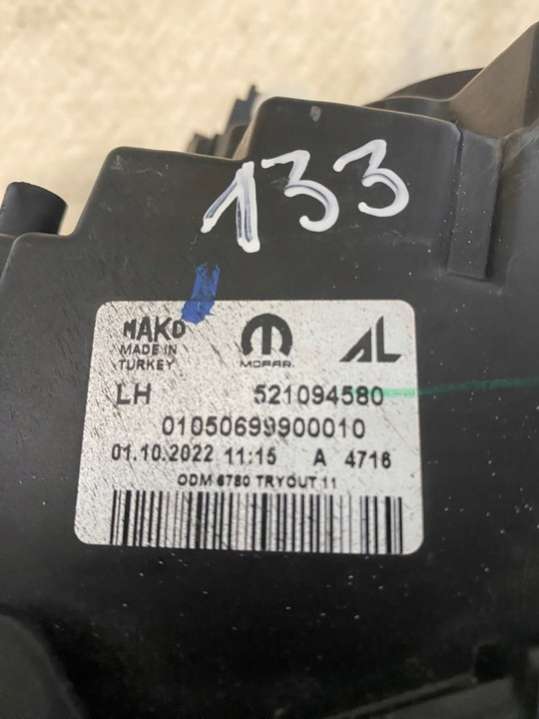 133
MAKO
MOPAR
AL
MADE IN
TURKEY
LH 521094580
01050699900010
01.10.2022 11:15 A 4716
ODM 6780 TRYOUT 11